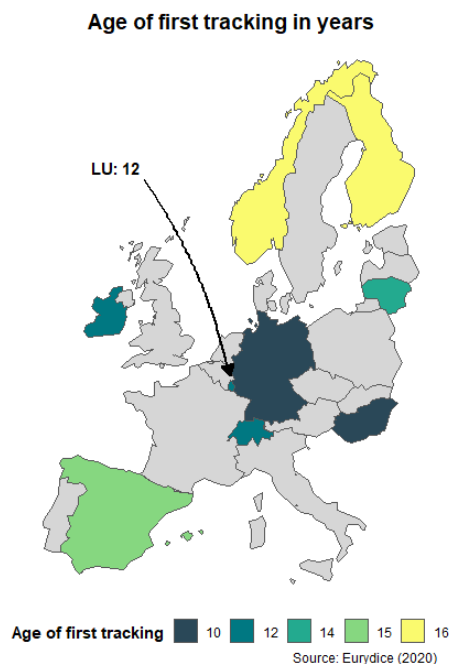 Age of first tracking in years
LU: 12
Age of first tracking 10 12 14 15 16
Source: Eurydice (2020)